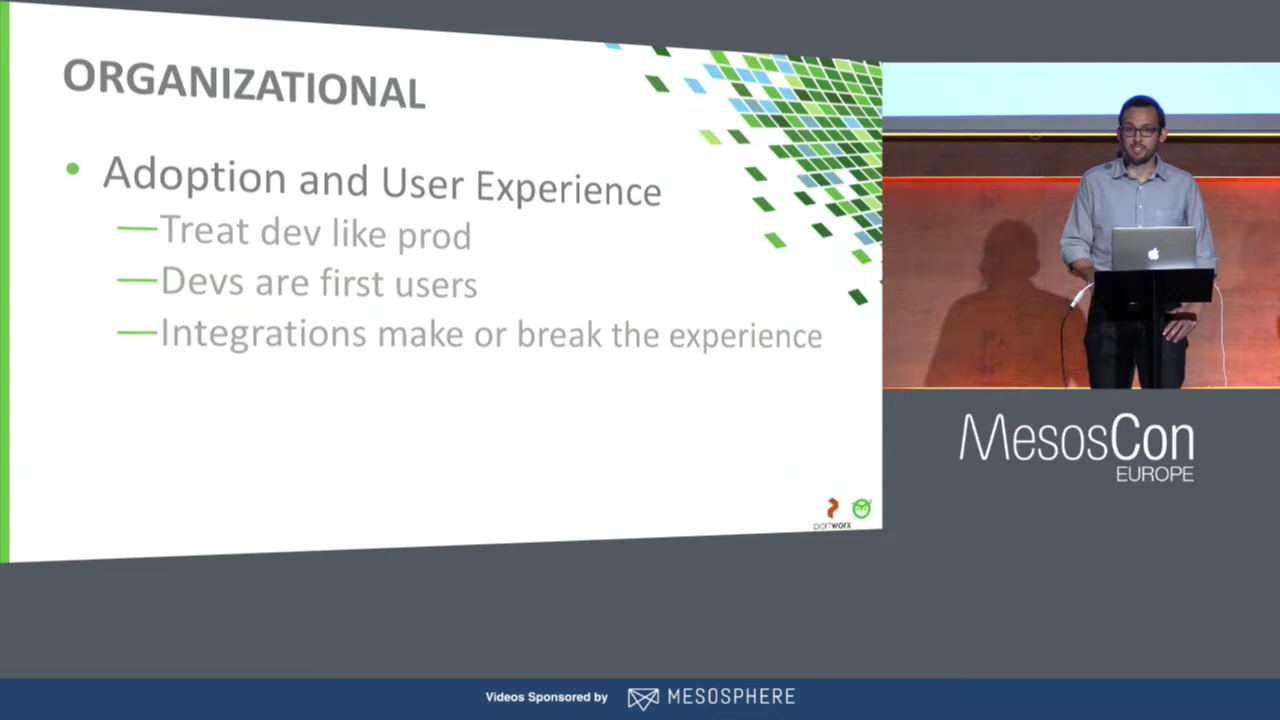 ORGANIZATIONAL
• Adoption and User Experience
—Treat dev like prod
—Devs are first users
—Integrations make or break the experience
portworx
MesosCon
EUROPE
Videos Sponsored by MESOSPHERE